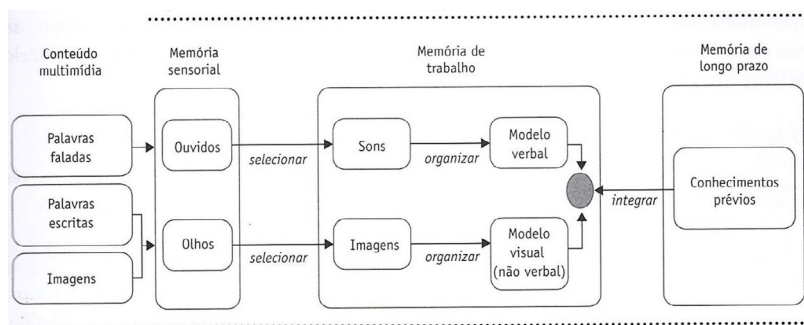 Conteúdo
multimídia
Memória
sensorial
Memória de
trabalho
Memória de
longo prazo
Palavras
faladas
Ouvidos
selecionar
Sons
organizar
Modelo
verbal
Palavras
escritas
integrar
Conhecimentos
prévios
Imagens
Olhos
selecionar
Imagens
organizar
Modelo
visual
(não verbal)